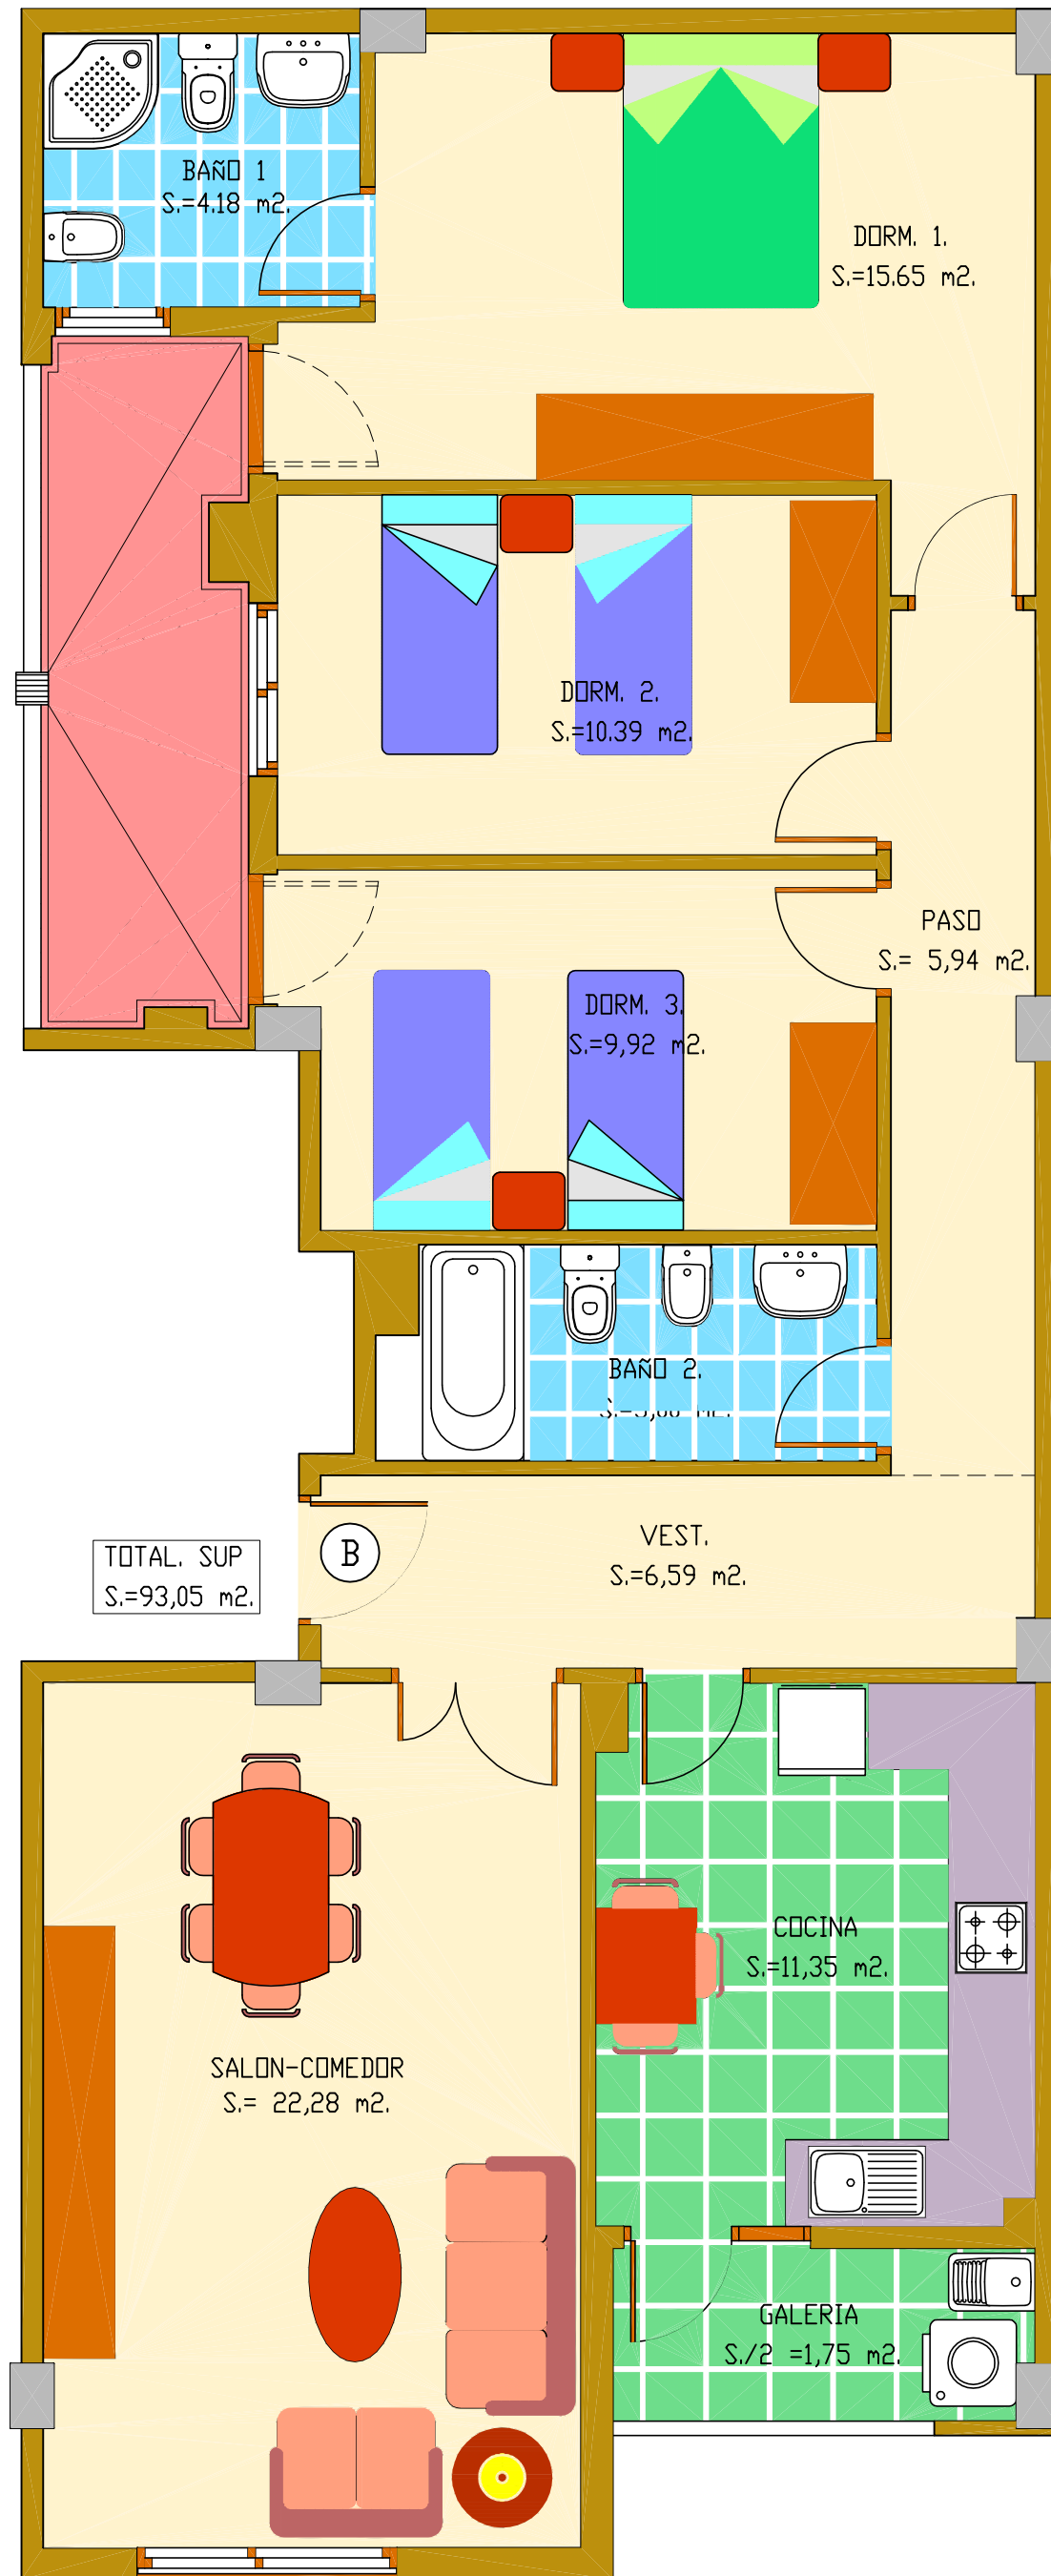 BAÑO 1
S.=4.18 m2.
DORM. 1.
S.=15.65 m2.
DORM. 2.
S.=10.39 m2.
PASO
S.= 5,94 m2.
DORM. 3.
S.=9,92 m2.
BAÑO 2.
VEST.
S.=6,59 m2.
B
TOTAL. SUP
S.=93,05 m2.
COCINA
S.=11,35 m2.
SALON-COMEDOR
S.= 22,28 m2.
GALERIA
S./2 =1,75 m2.